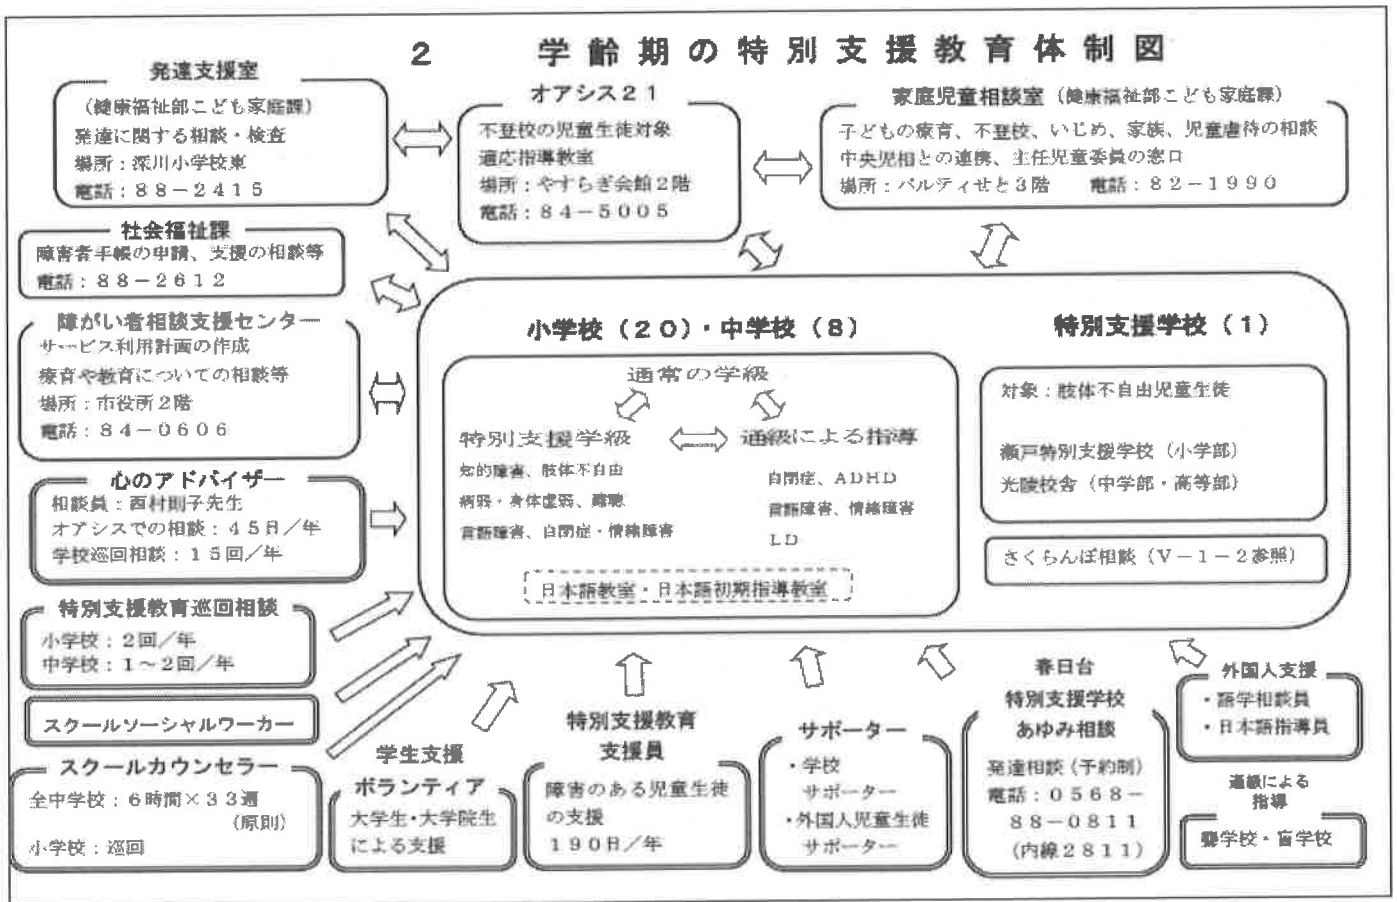 2　学齢期の特別支援教育体制図
発達支援室
(健康福祉部こども家庭課)
発達に関する相談・検査
場所：深川小学校東
電話：８８－２４１５
オアシス２１
不登校の児童生徒対象
適応指導教室
場所：やすらぎ会館２階
電話：８４－５００５
家庭児童相談室（健康福祉部こども家庭課）
子どもの療育、不登校、いじめ、家族、児童虐待の相談
中央児相との連携、主任児童委員の窓口
場所：パルティせと３階　電話：８２－１９９０
社会福祉課
障害者手帳の申請、支援の相談等
電話：８８－２６１２
障がい者相談支援センター
サービス利用計画の作成
療育や教育についての相談等
場所：市役所２階
電話：８４－０６０６
心のアドバイザー
相談員：西村則子先生
オアシスでの相談：４５日／年
学校巡回相談：１５回／年
特別支援教育巡回相談
小学校：２回／年
中学校：１～２回／年
スクールソーシャルワーカー
スクールカウンセラー
全中学校：６時間×３３週
（原則）
小学校：巡回
小学校（２０）・中学校（８）
通常の学級
特別支援学級
知的障害、肢体不自由
病弱・身体虚弱、難聴
言語障害、自閉症・情緒障害
通級による指導
自閉症、ＡＤＨＤ
言語障害、情緒障害
ＬＤ
日本語教室・日本語初期指導教室
特別支援学校（１）
対象：肢体不自由児童生徒
瀬戸特別支援学校（小学部）
光陵校舎（中学部・高等部）
さくらんぼ相談（Ⅴ－１－２参照）
学生支援
ボランティア
大学生・大学院生
による支援
特別支援教育
支援員
障害のある児童生徒
の支援
１９０日／年
サポーター
・学校
サポーター
・外国人児童生徒
サポーター
春日台
特別支援学校
あゆみ相談
発達相談（予約制）
電話：０５６８－
８８－０８１１
（内線２８１１）
外国人支援
・語学相談員
・日本語指導員
通級による
指導
聾学校・盲学校